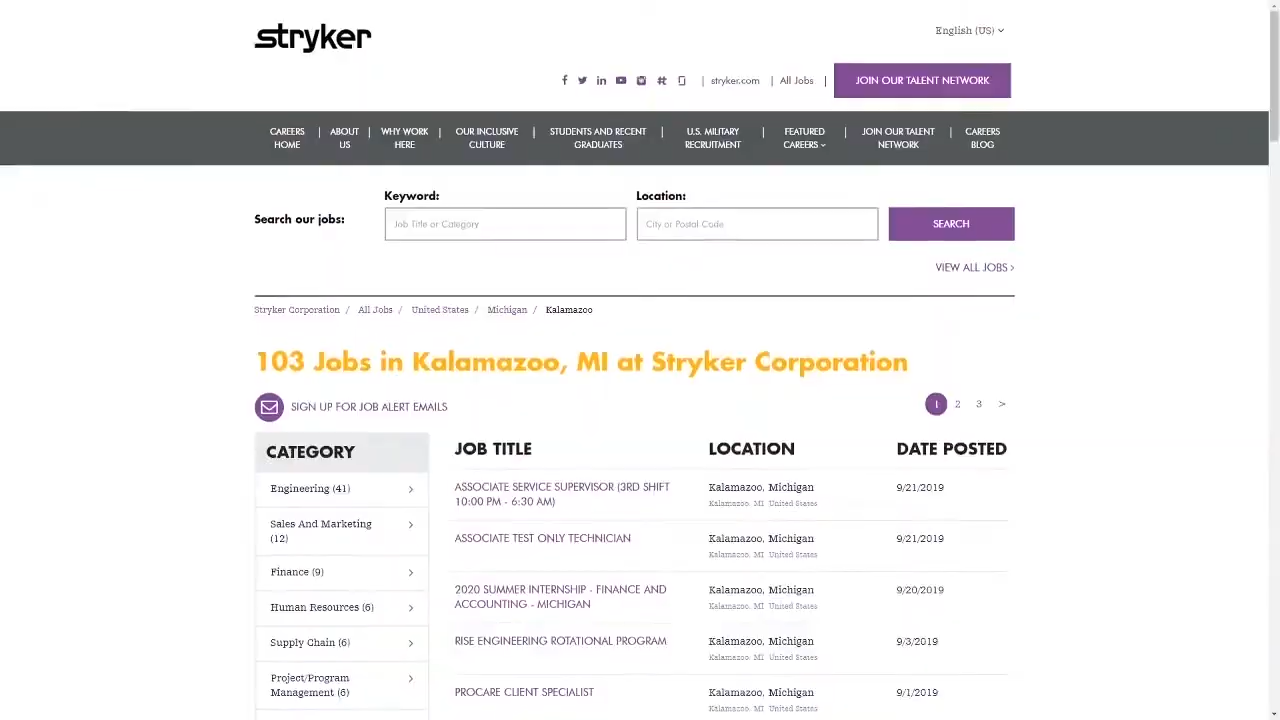 stryker
English (US)
stryker.com | All Jobs |
JOIN OUR TALENT NETWORK
CAREERS HOME | ABOUT US | WHY WORK HERE | OUR INCLUSIVE CULTURE | STUDENTS AND RECENT GRADUATES | U.S. MILITARY RECRUITMENT | FEATURED CAREERS | JOIN OUR TALENT NETWORK | CAREERS BLOG
Keyword: Location:
Search our jobs: Job Title or Category City or Postal Code SEARCH
VIEW ALL JOBS >
Stryker Corporation / All Jobs / United States / Michigan / Kalamazoo
103 Jobs in Kalamazoo, MI at Stryker Corporation
SIGN UP FOR JOB ALERT EMAILS
1 2 3 >
CATEGORY
Engineering (41)
Sales And Marketing
(12)
Finance (9)
Human Resources (6)
Supply Chain (6)
Project/Program
Management (6)
JOB TITLE LOCATION DATE POSTED
ASSOCIATE SERVICE SUPERVISOR (3RD SHIFT Kalamazoo, Michigan 9/21/2019
10:00 PM - 6:30 AM) Kalamazoo, MI United States
ASSOCIATE TEST ONLY TECHNICIAN Kalamazoo, Michigan 9/21/2019
Kalamazoo, MI United States
2020 SUMMER INTERNSHIP - FINANCE AND Kalamazoo, Michigan 9/20/2019
ACCOUNTING - MICHIGAN Kalamazoo, MI United States
RISE ENGINEERING ROTATIONAL PROGRAM Kalamazoo, Michigan 9/3/2019
Kalamazoo, MI United States
PROCARE CLIENT SPECIALIST Kalamazoo, Michigan 9/1/2019
Kalamazoo, MI United States